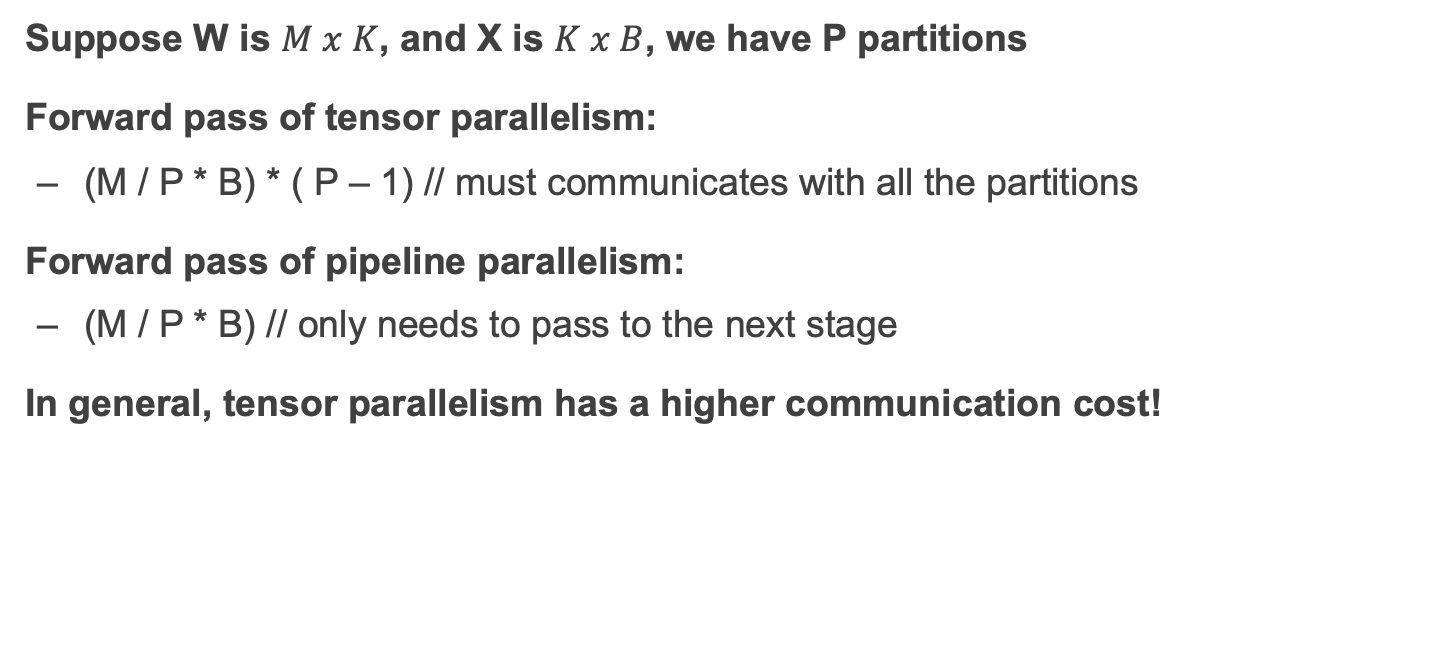 Suppose W is M x K, and X is K x B, we have P partitions
Forward pass of tensor parallelism:
– (M / P * B) * ( P – 1) // must communicates with all the partitions
Forward pass of pipeline parallelism:
– (M / P * B) // only needs to pass to the next stage
In general, tensor parallelism has a higher communication cost!